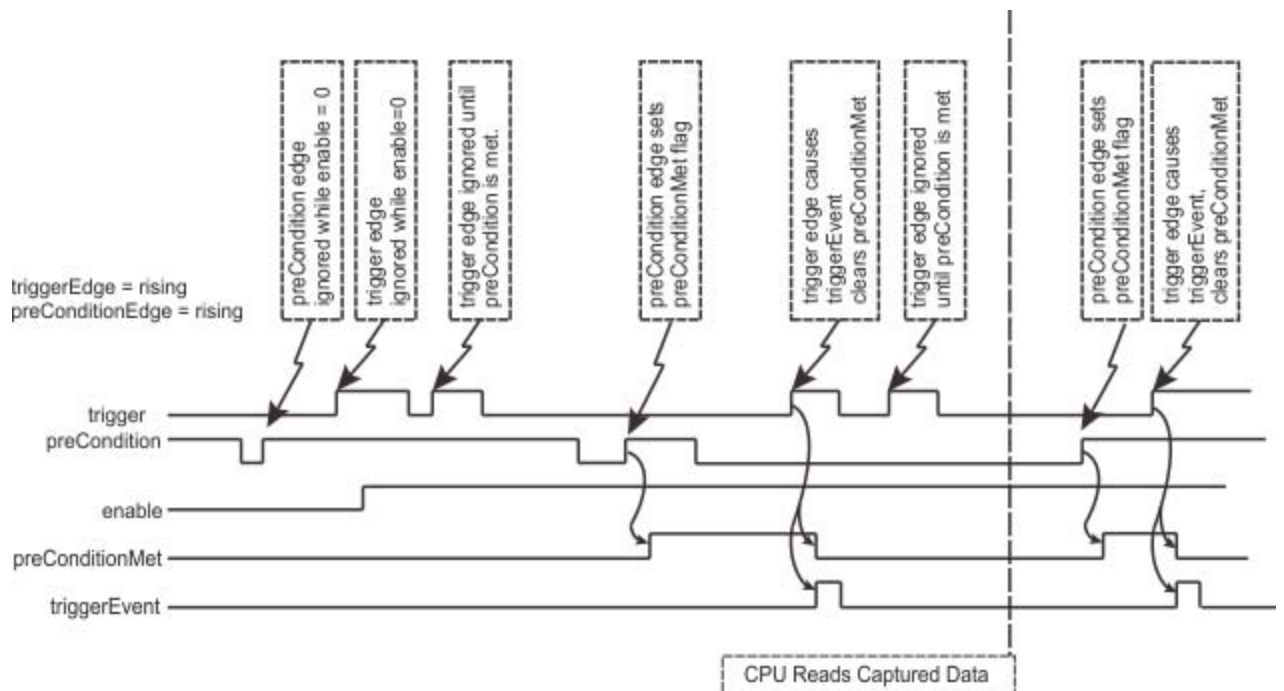 preCondition edge
ignored while enable = 0
trigger edge
ignored while enable=0
trigger edge ignored until
preCondition is met.
preCondition edge sets
preConditionMet flag
trigger edge causes
triggerEvent
clears preConditionMet
trigger edge ignored
until preCondition is met
preCondition edge sets
preConditionMet flag
trigger edge causes
triggerEvent,
clears preConditionMet
triggerEdge = rising
preConditionEdge = rising
trigger
preCondition
enable
preConditionMet
triggerEvent
CPU Reads Captured Data